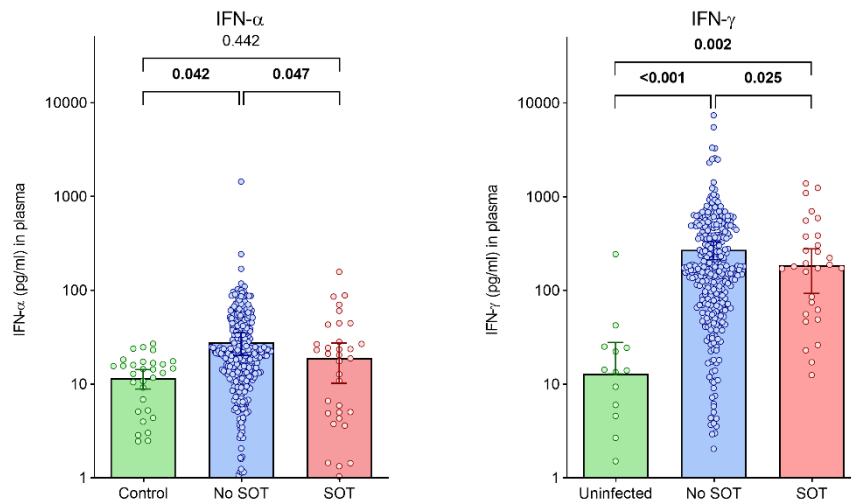 IFN-α
0.442
0.042 0.047
10000
1000
100
10
1
IFN-α (pg/ml) in plasma
Control No SOT SOT
IFN-γ
0.002
<0.001 0.025
10000
1000
100
10
1
IFN-γ (pg/ml) in plasma
Uninfected No SOT SOT